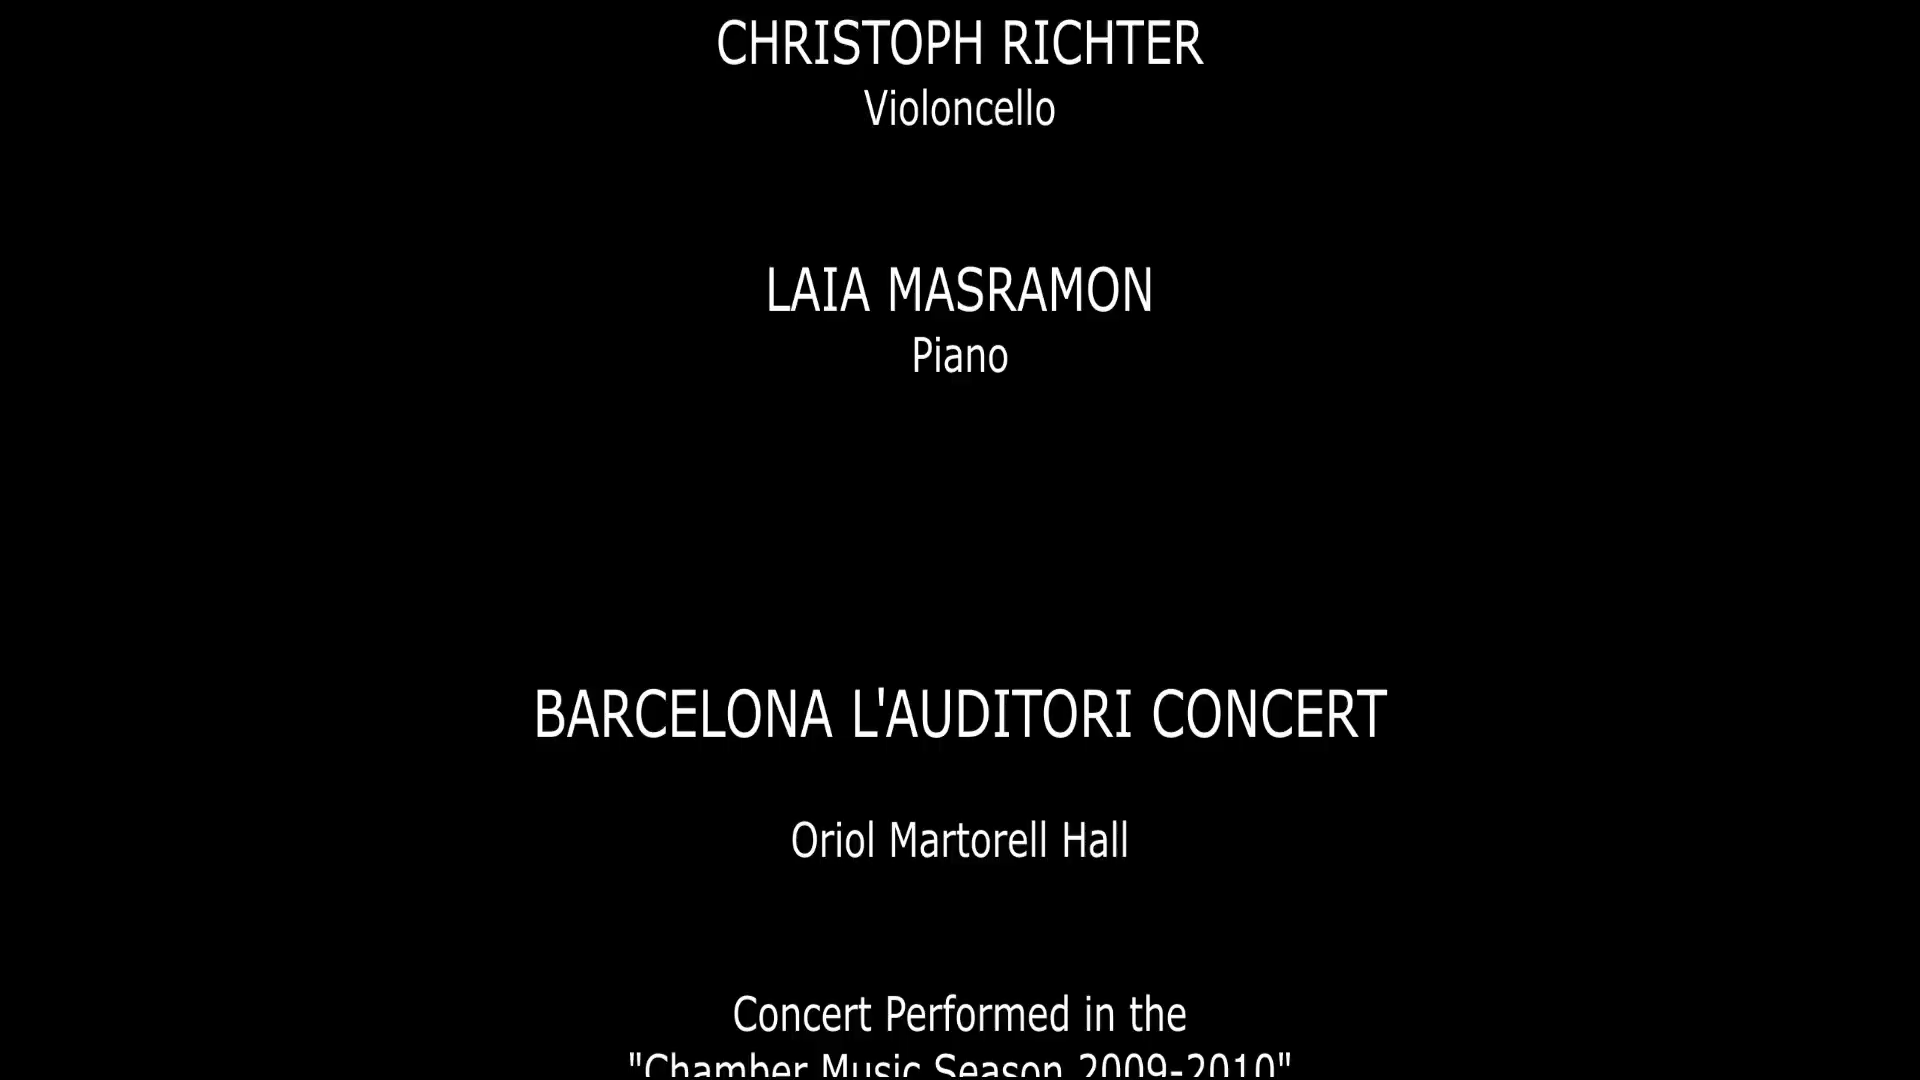 CHRISTOPH RICHTER
Violoncello
LAIA MASRAMON
Piano
BARCELONA L'AUDITORI CONCERT
Oriol Martorell Hall
Concert Performed in the
"Chamber Music Season 2009-2010"